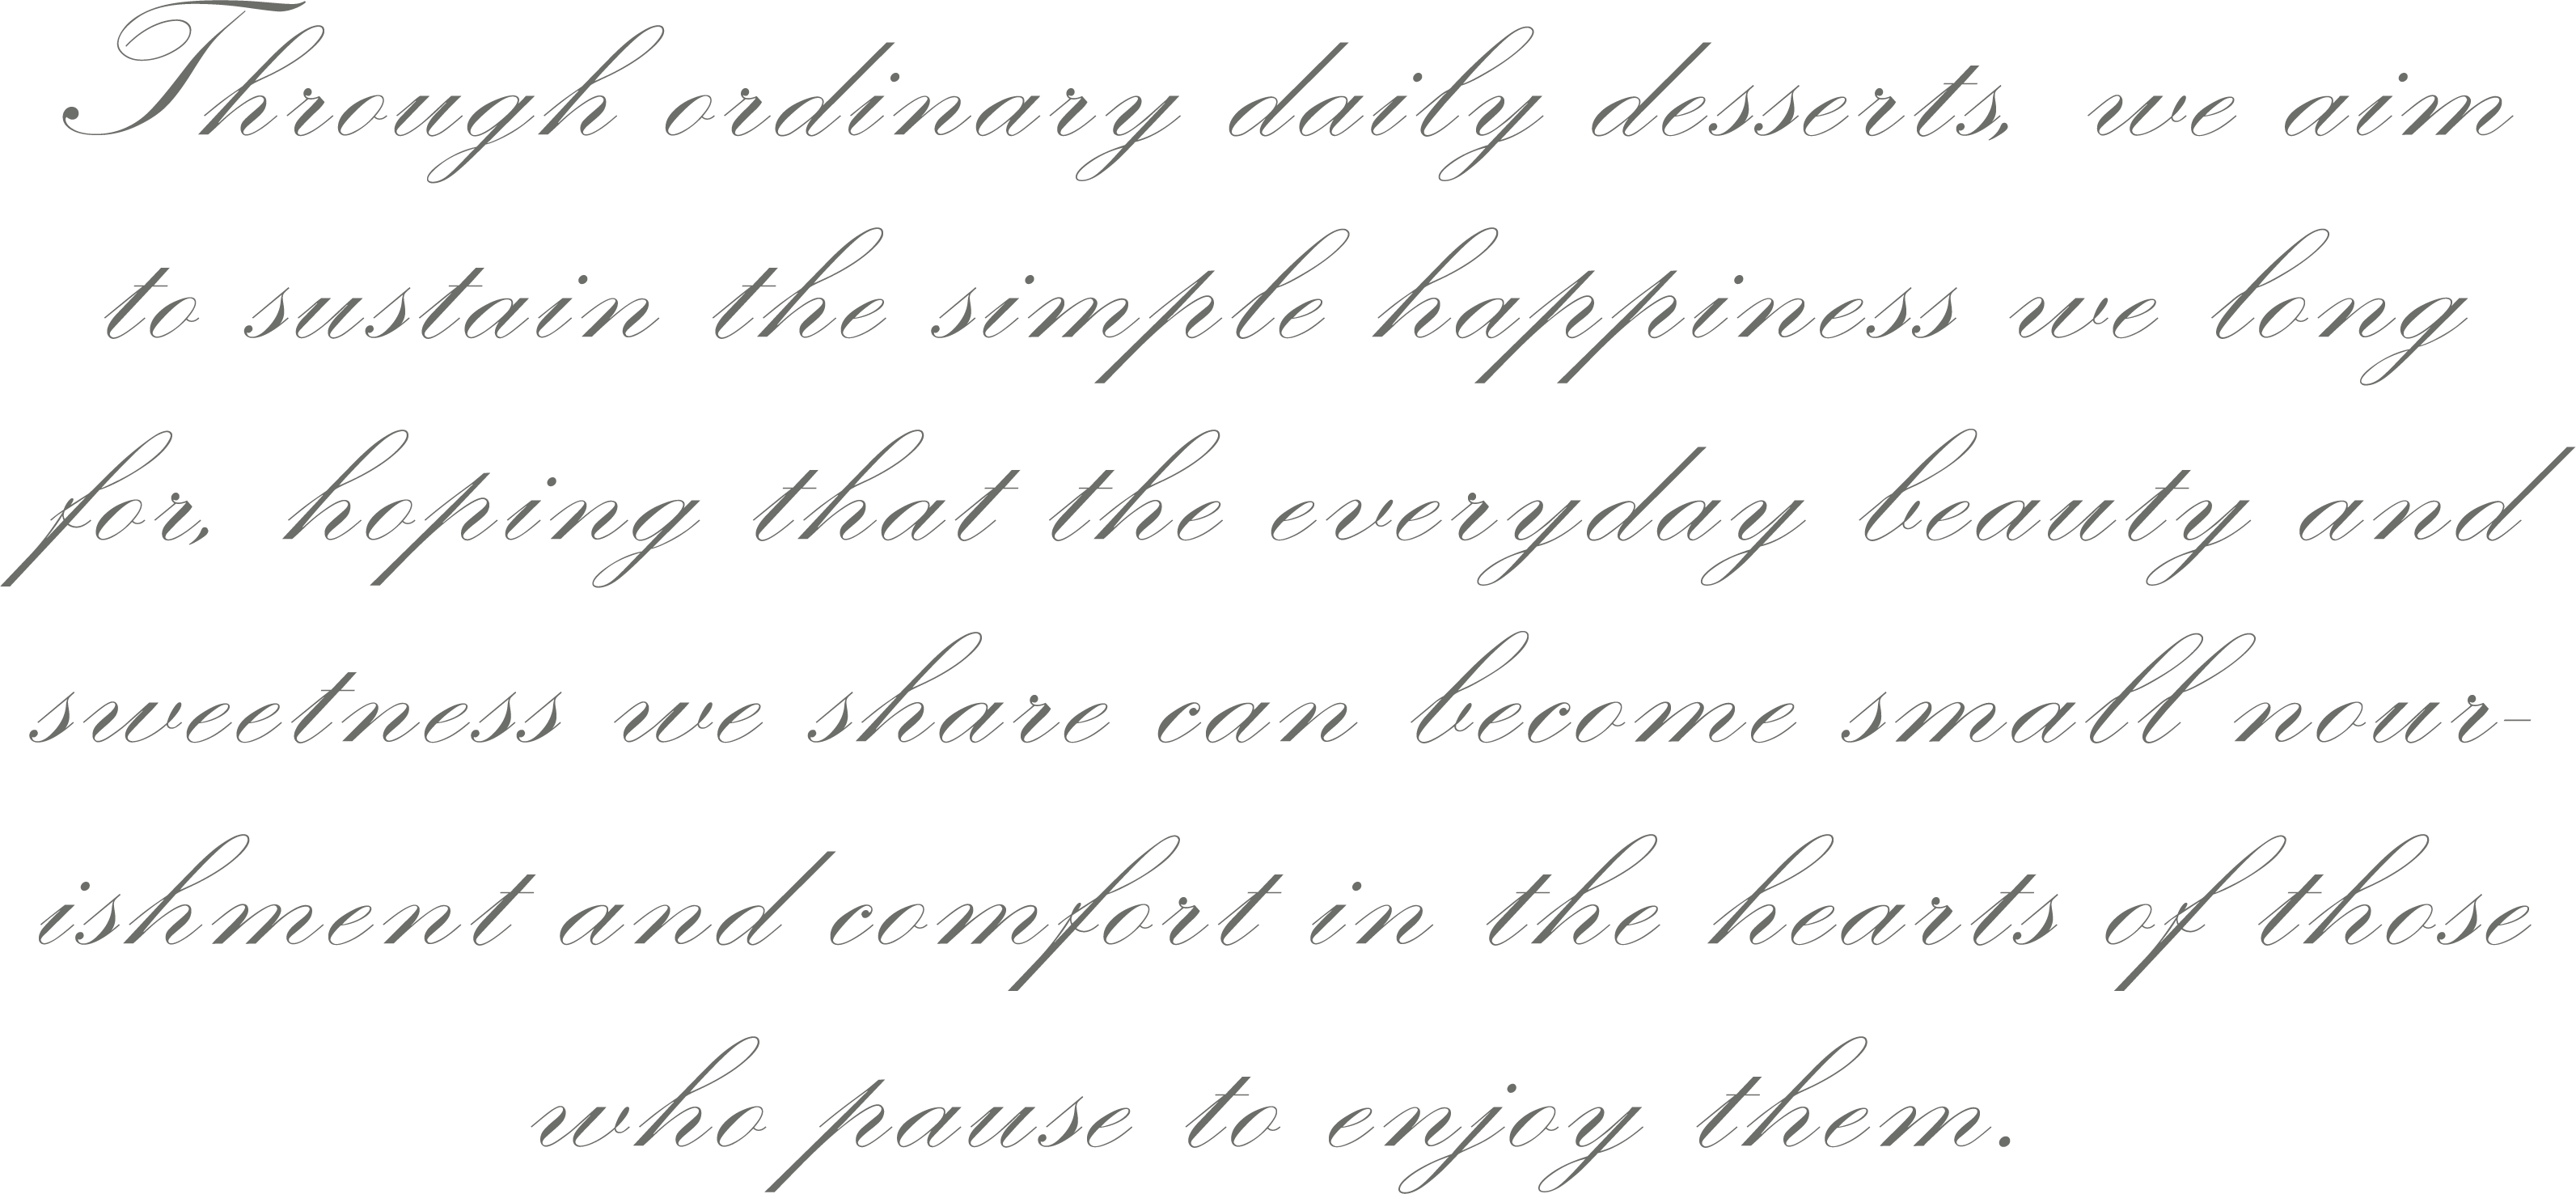 Through ordinary daily desserts, we aim
to sustain the simple happiness we long
for, hoping that the everyday beauty and
sweetness we share can become small nour-
ishment and comfort in the hearts of those
who pause to enjoy them.